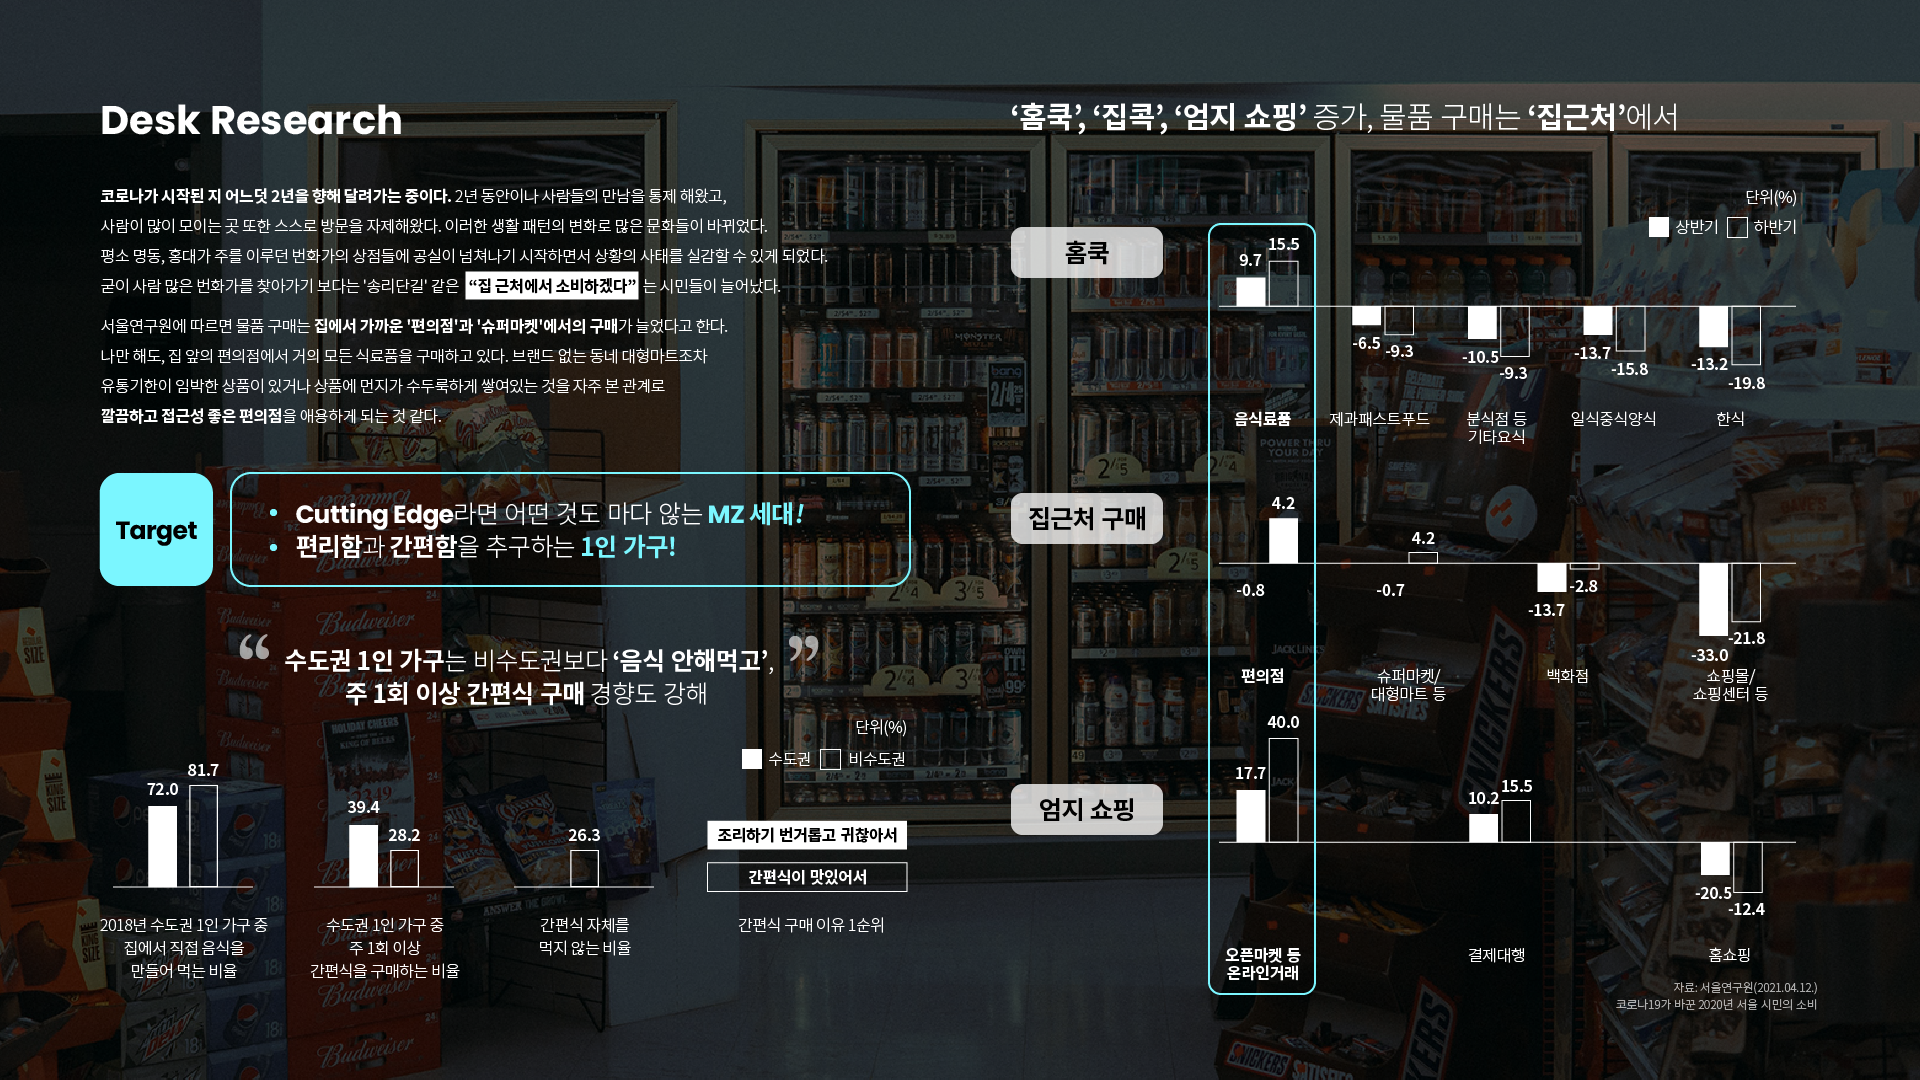 Desk Research
코로나가 시작된 지 어느덧 2년을 향해 달려가는 중이다. 2년 동안이나 사람들의 만남을 통제 해왔고,
사람이 많이 모이는 곳 또한 스스로 방문을 자제해왔다. 이러한 생활 패턴의 변화로 많은 문화들이 바뀌었다.
평소 명동, 홍대가 주를 이루던 번화가의 상점들에 공실이 넘쳐나기 시작하면서 상황의 사태를 실감할 수 있게 되었다.
굳이 사람 많은 번화가를 찾아가기 보다는 '송리단길' 같은 “집 근처에서 소비하겠다” 는 시민들이 늘어났다.
서울연구원에 따르면 물품 구매는 집에서 가까운 '편의점'과 '슈퍼마켓'에서의 구매가 늘었다고 한다.
나만 해도, 집 앞의 편의점에서 거의 모든 식료품을 구매하고 있다. 브랜드 없는 동네 대형마트조차
유통기한이 임박한 상품이 있거나 상품에 먼지가 수두룩하게 쌓여있는 것을 자주 본 관계로
깔끔하고 접근성 좋은 편의점을 애용하게 되는 것 같다.
Target
• Cutting Edge라면 어떤 것도 마다 않는 MZ 세대!
• 편리함과 간편함을 추구하는 1인 가구!
“수도권 1인 가구는 비수도권보다 ‘음식 안해먹고’,
주 1회 이상 간편식 구매 경향도 강해”
단위(%)
수도권 비수도권
72.0 81.7
39.4 28.2
26.3
조리하기 번거롭고 귀찮아서
간편식이 맛있어서
2018년 수도권 1인 가구 중
집에서 직접 음식을
만들어 먹는 비율
수도권 1인 가구 중
주 1회 이상
간편식을 구매하는 비율
간편식 자체를
먹지 않는 비율
간편식 구매 이유 1순위
‘홈쿡’, ‘집콕’, ‘엄지 쇼핑’ 증가, 물품 구매는 ‘집근처’에서
단위(%)
상반기 하반기
홈쿡
9.7 15.5
-6.5 -9.3
-10.5 -9.3
-13.7 -15.8
-13.2 -19.8
음식료품
제과패스트푸드
분식점 등
기타요식
일식중식양식
한식
집근처 구매
-0.8 4.2
-0.7 4.2
-13.7 -2.8
-33.0 -21.8
편의점
슈퍼마켓/
대형마트 등
백화점
쇼핑몰/
쇼핑센터 등
엄지 쇼핑
17.7 40.0
10.2 15.5
-20.5 -12.4
오픈마켓 등
온라인거래
결제대행
홈쇼핑
자료: 서울연구원(2021.04.12.)
코로나19가 바꾼 2020년 서울 시민의 소비
Budweiser
Budweiser
Budweiser
SNICKERS
SNICKERS
HOLIDAY CHEERS
KING OF BEERS
POWER THRU
YOUR DAY
KING
SIZE